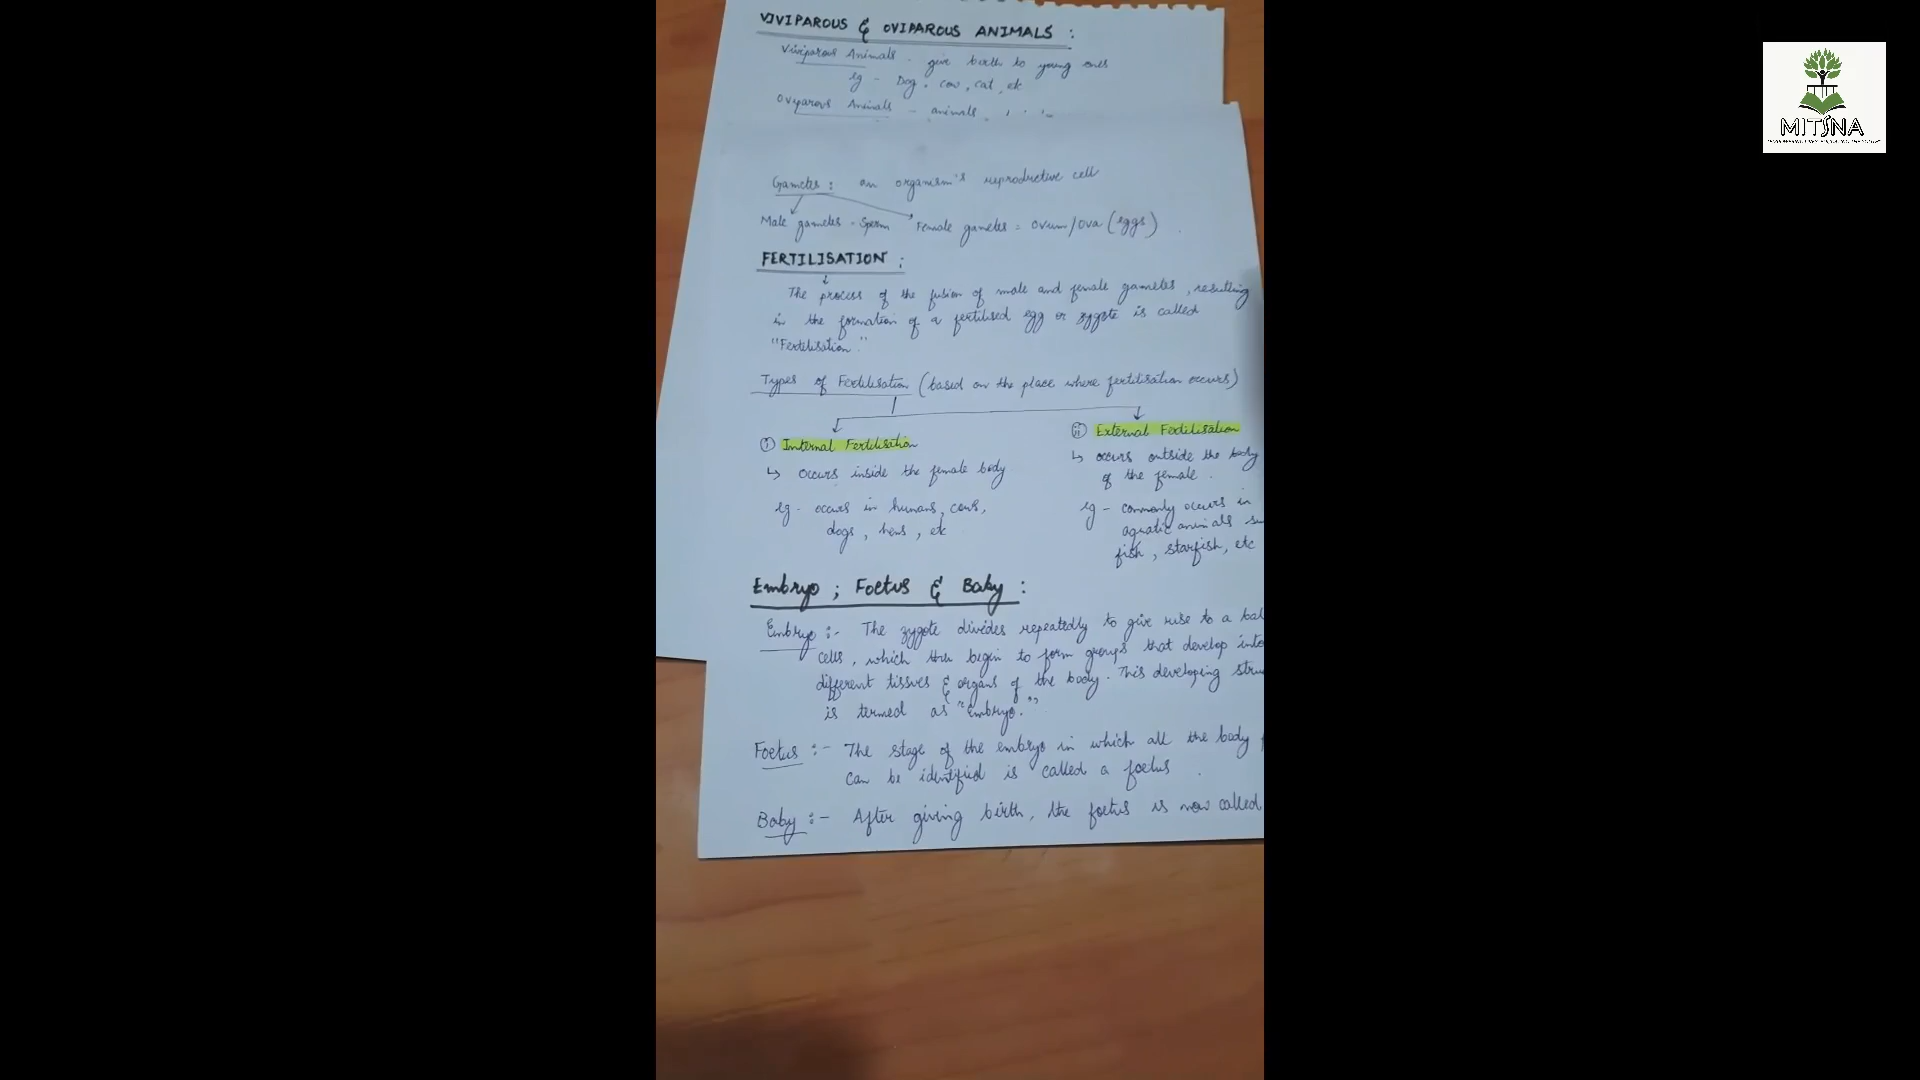 VIVIPAROUS & OVIPAROUS ANIMALS :
Viviparous Animals - give birth to young ones
eg - Dog, cow, cat, etc
Oviparous Animals - animals
Gametes : an organism's reproductive cell
Male gametes - Sperm Female gametes = ovum/ova (eggs)
FERTILISATION :
The process of the fusion of male and female gametes, resulting
in the formation of a fertilised egg or zygote is called
"Fertilisation."
Types of Fertilisation (based on the place where fertilisation occurs)
(i) Internal Fertilisation
↳ occurs inside the female body
eg - occurs in humans, cows,
dogs, hens, etc
(ii) External Fertilisation
↳ occurs outside the body
of the female.
eg - commonly occurs in
aquatic animals
fish, starfish, etc
Embryo ; Foetus & Baby :
Embryo :- The zygote divides repeatedly to give rise to a
cells, which then begin to form groups that develop into
different tissues & organs of the body. This developing
is termed as "Embryo."
Foetus :- The stage of the embryo in which all the body
can be identified is called a foetus.
Baby :- After giving birth, the foetus is now called
MITSNA